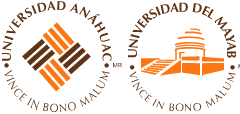 UNIVERSIDAD ANÁHUAC
• VINCE IN BONO MALUM •
MR
UNIVERSIDAD DEL MAYAB
• VINCE IN BONO MALUM •